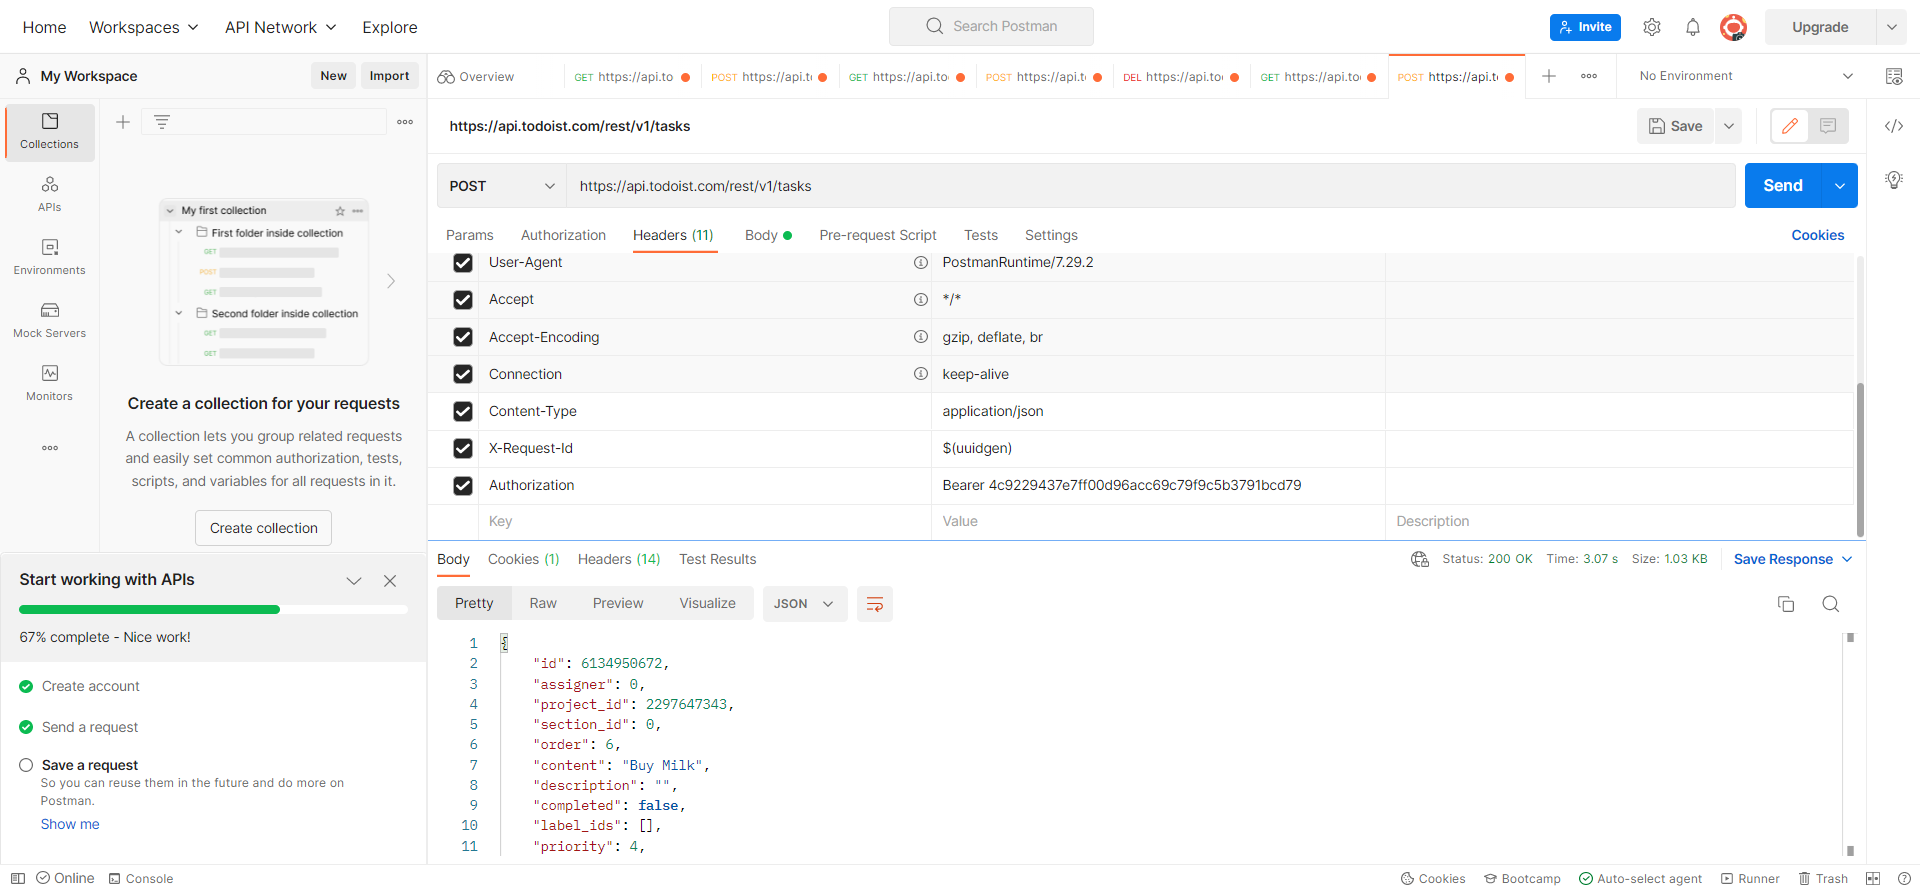 Home Workspaces API Network Explore Search Postman Invite Upgrade
My Workspace New Import Overview GET https://api.to POST https://api.t GET https://api.to POST https://api.t DEL https://api.to GET https://api.to POST https://api.t No Environment
Collections
APIs
Environments
Mock Servers
Monitors
My first collection
First folder inside collection
GET
POST
GET
Second folder inside collection
GET
GET
Create a collection for your requests
A collection lets you group related requests
and easily set common authorization, tests,
scripts, and variables for all requests in it.
Create collection
Start working with APIs
67% complete - Nice work!
Create account
Send a request
Save a request
So you can reuse them in the future and do more on
Postman.
Show me
https://api.todoist.com/rest/v1/tasks Save
POST https://api.todoist.com/rest/v1/tasks Send
Params Authorization Headers (11) Body Pre-request Script Tests Settings Cookies
User-Agent PostmanRuntime/7.29.2
Accept */*
Accept-Encoding gzip, deflate, br
Connection keep-alive
Content-Type application/json
X-Request-Id $(uuidgen)
Authorization Bearer 4c9229437e7ff00d96acc69c79f9c5b3791bcd79
Key Value Description
Body Cookies (1) Headers (14) Test Results Status: 200 OK Time: 3.07 s Size: 1.03 KB Save Response
Pretty Raw Preview Visualize JSON
1 {
2 "id": 6134950672,
3 "assigner": 0,
4 "project_id": 2297647343,
5 "section_id": 0,
6 "order": 6,
7 "content": "Buy Milk",
8 "description": "",
9 "completed": false,
10 "label_ids": [],
11 "priority": 4,
Online Console Cookies Bootcamp Auto-select agent Runner Trash